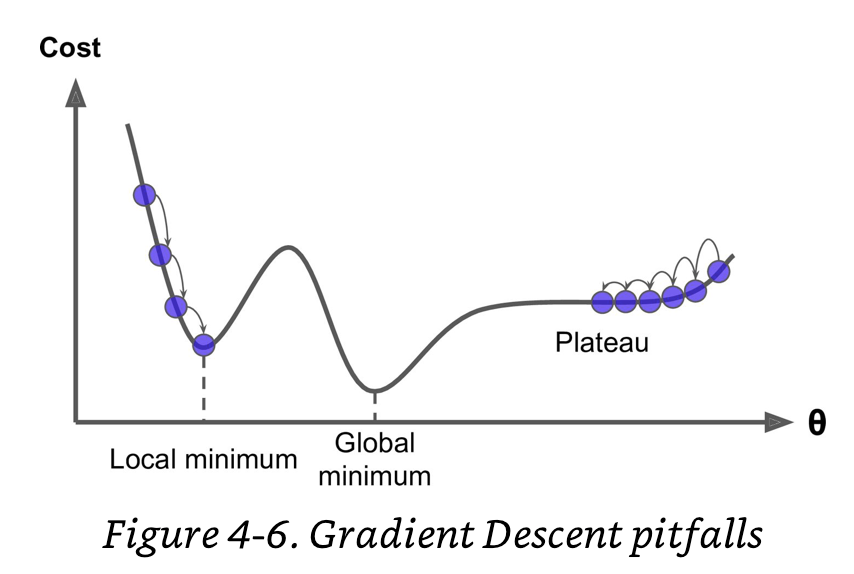 Cost
Plateau
θ
Local minimum
Global
minimum
Figure 4-6. Gradient Descent pitfalls